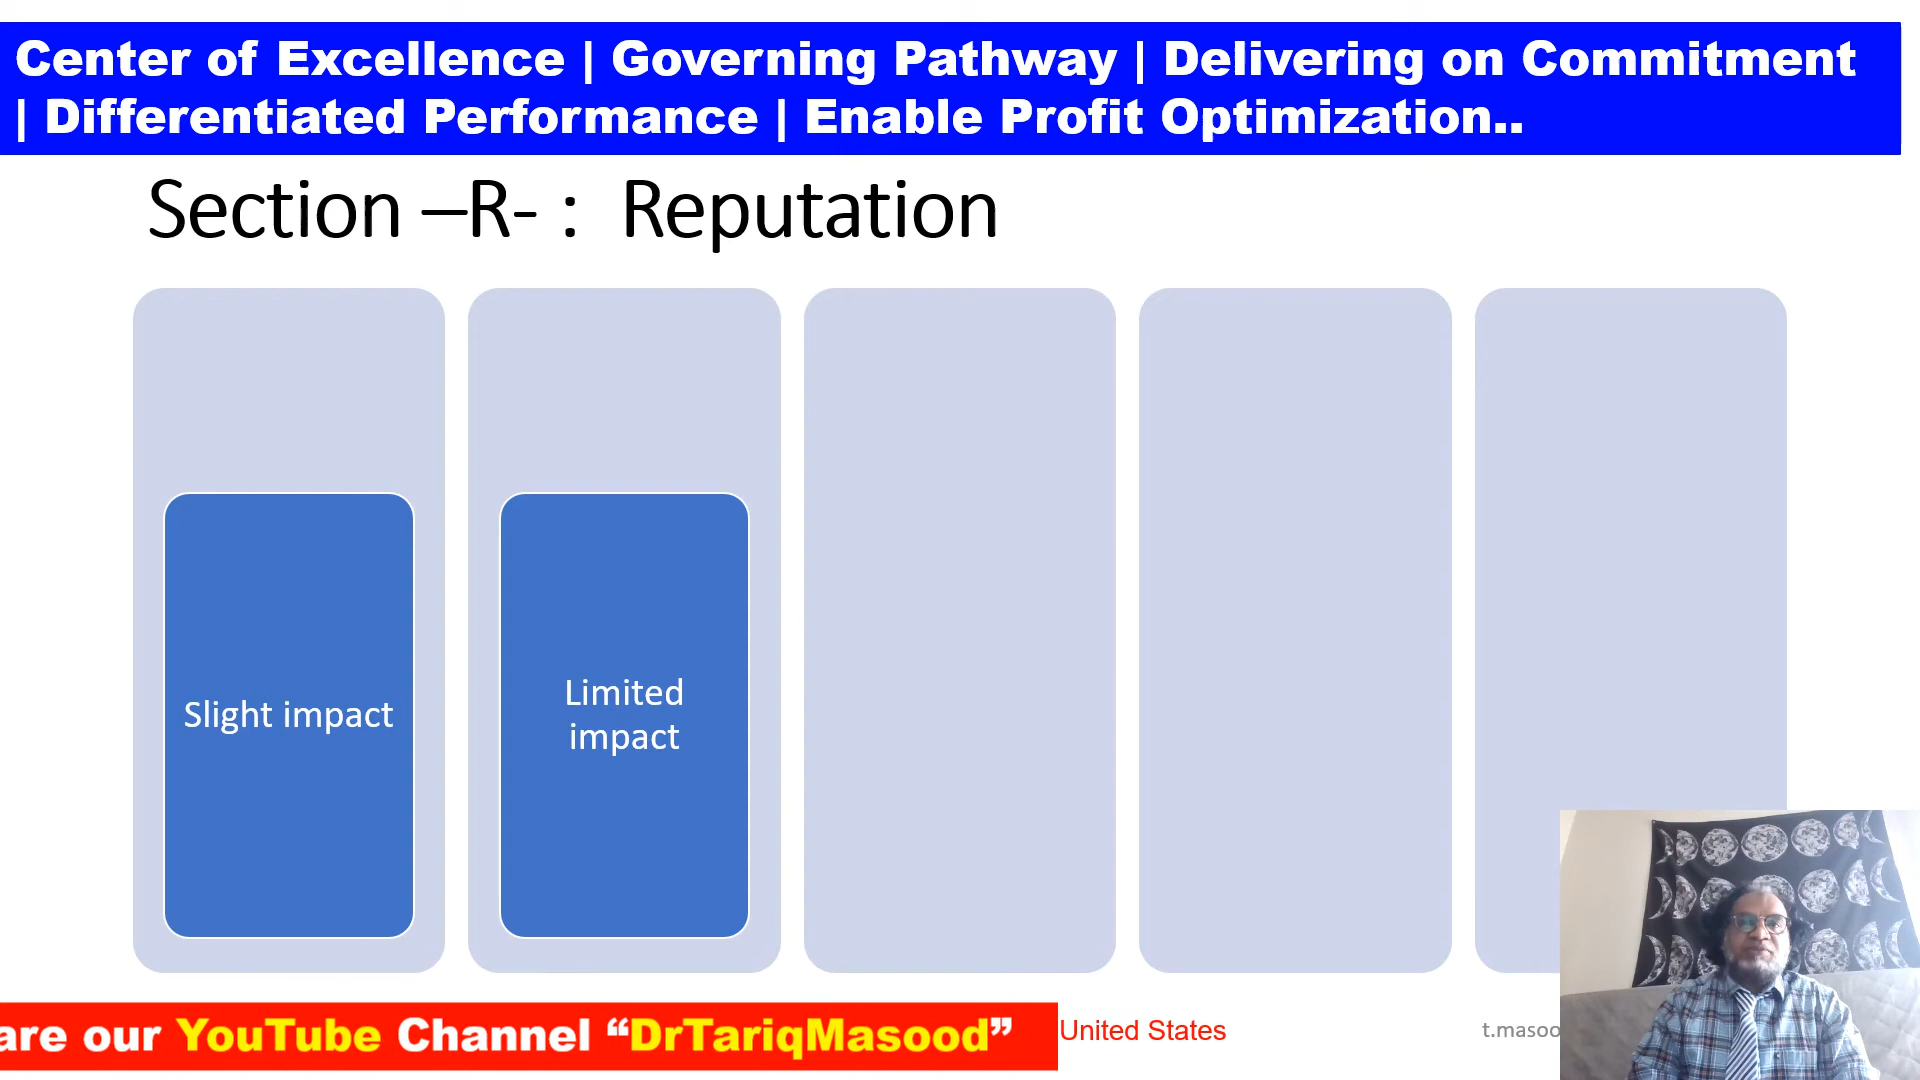 Center of Excellence | Governing Pathway | Delivering on Commitment
| Differentiated Performance | Enable Profit Optimization..
Section –R- :  Reputation
Slight impact
Limited
impact
are our YouTube Channel “DrTariqMasood”
United States
t.masoo